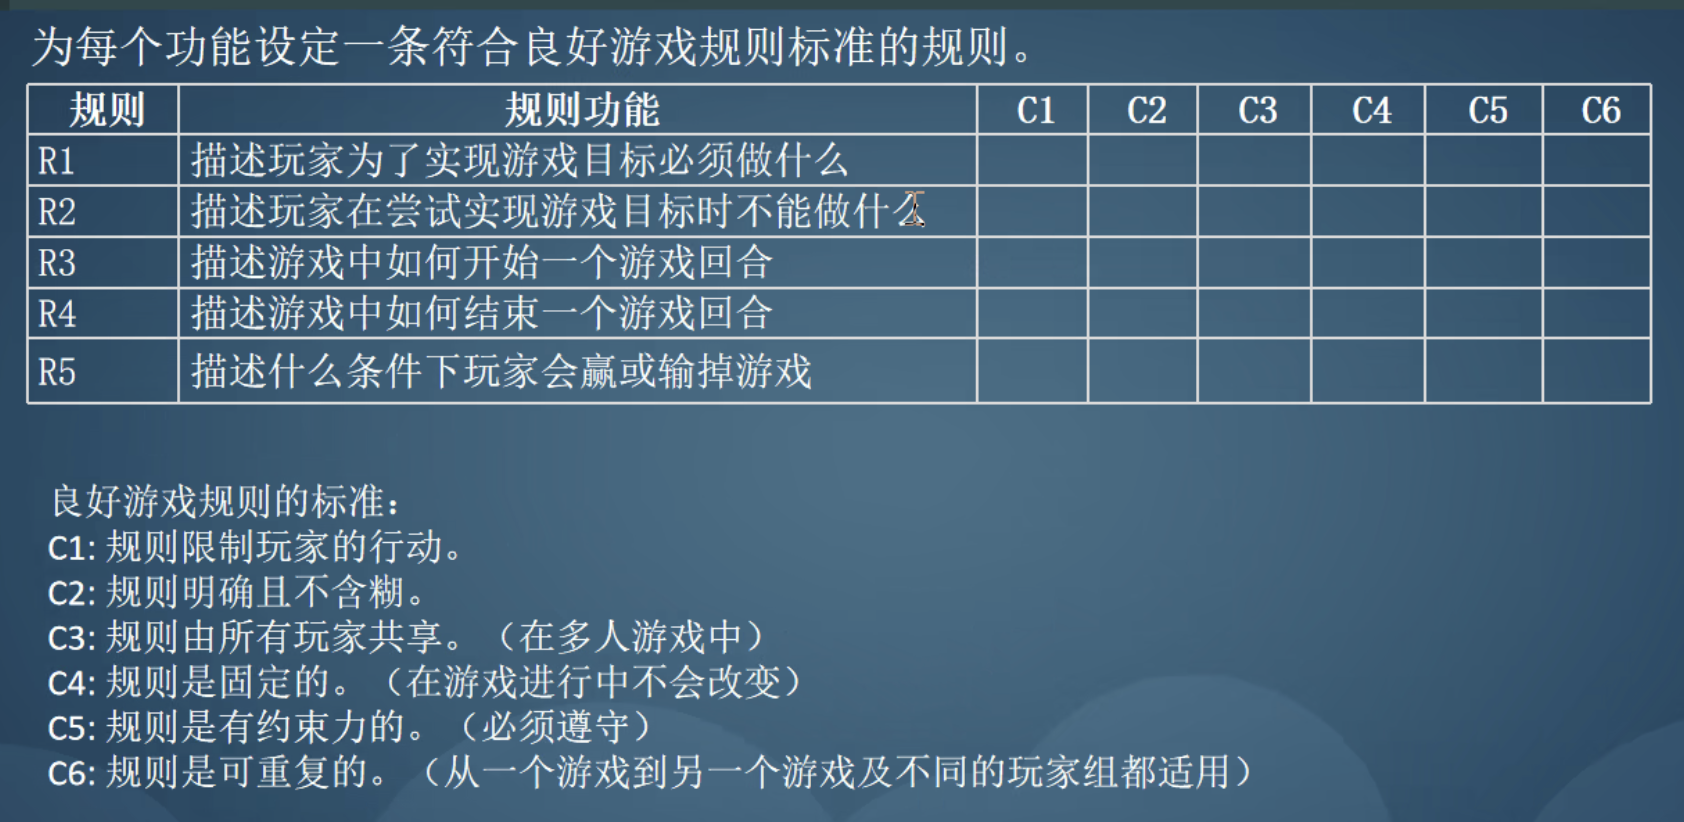 为每个功能设定一条符合良好游戏规则标准的规则。
规则 规则功能 C1 C2 C3 C4 C5 C6
R1 描述玩家为了实现游戏目标必须做什么
R2 描述玩家在尝试实现游戏目标时不能做什么
R3 描述游戏中如何开始一个游戏回合
R4 描述游戏中如何结束一个游戏回合
R5 描述什么条件下玩家会赢或输掉游戏
良好游戏规则的标准：
C1: 规则限制玩家的行动。
C2: 规则明确且不含糊。
C3: 规则由所有玩家共享。（在多人游戏中）
C4: 规则是固定的。（在游戏进行中不会改变）
C5: 规则是有约束力的。（必须遵守）
C6: 规则是可重复的。（从一个游戏到另一个游戏及不同的玩家组都适用）